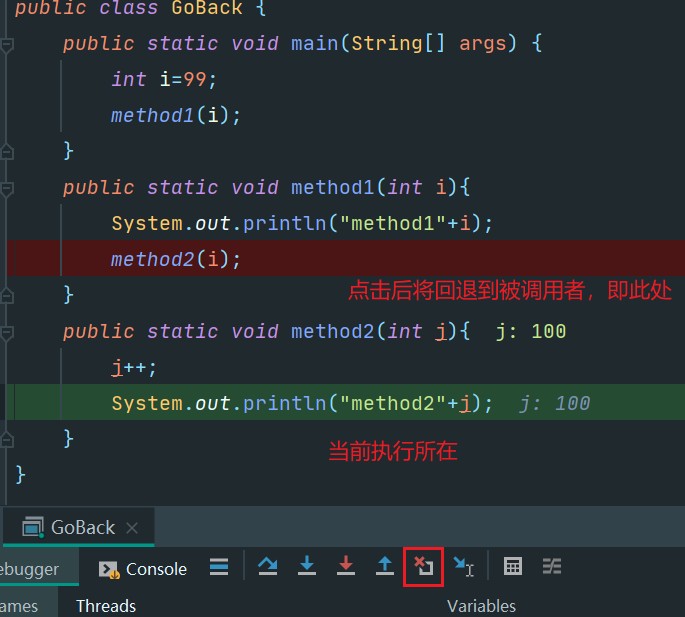 public class GoBack {
public static void main(String[] args) {
int i=99;
method1(i);
}
public static void method1(int i){
System.out.println("method1"+i);
method2(i);
点击后将回退到被调用者，即此处
}
public static void method2(int j){  j: 100
j++;
System.out.println("method2"+j);  j: 100
}
当前执行所在
}
GoBack
ebugger Console
ames Threads Variables